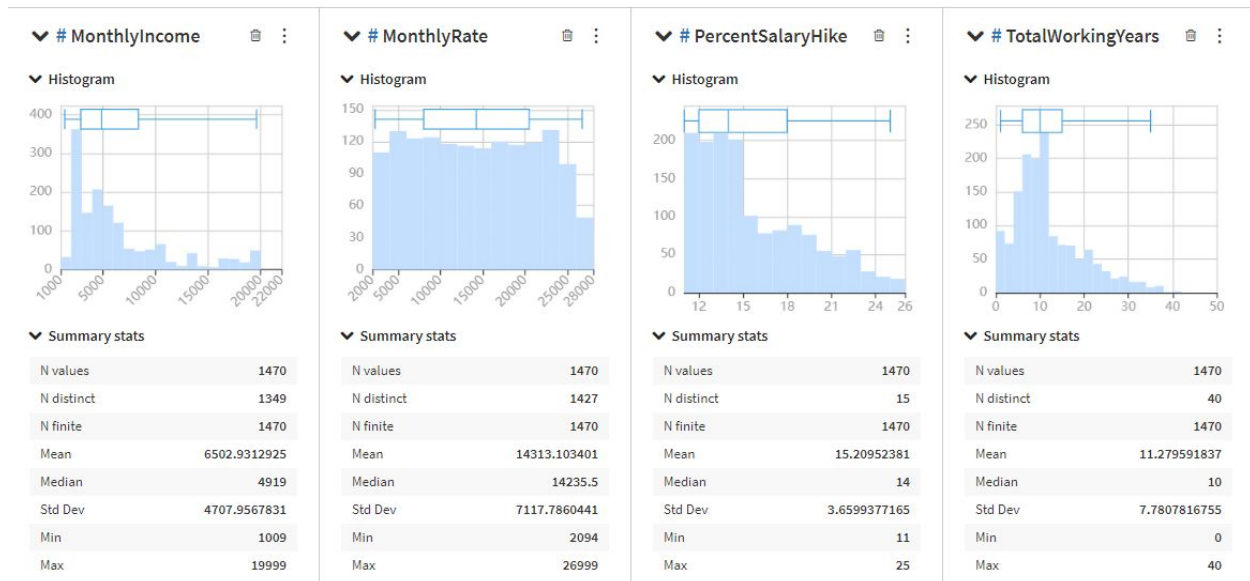 # MonthlyIncome
Histogram
400
300
200
100
0
1000
5000
10000
15000
20000
22000
Summary stats
N values 1470
N distinct 1349
N finite 1470
Mean 6502.9312925
Median 4919
Std Dev 4707.9567831
Min 1009
Max 19999
# MonthlyRate
Histogram
150
120
90
60
30
0
2000
5000
10000
15000
20000
25000
28000
Summary stats
N values 1470
N distinct 1427
N finite 1470
Mean 14313.103401
Median 14235.5
Std Dev 7117.7860441
Min 2094
Max 26999
# PercentSalaryHike
Histogram
200
150
100
50
0
12 15 18 21 24 26
Summary stats
N values 1470
N distinct 15
N finite 1470
Mean 15.20952381
Median 14
Std Dev 3.6599377165
Min 11
Max 25
# TotalWorkingYears
Histogram
250
200
150
100
50
0
0 10 20 30 40 50
Summary stats
N values 1470
N distinct 40
N finite 1470
Mean 11.279591837
Median 10
Std Dev 7.7807816755
Min 0
Max 40